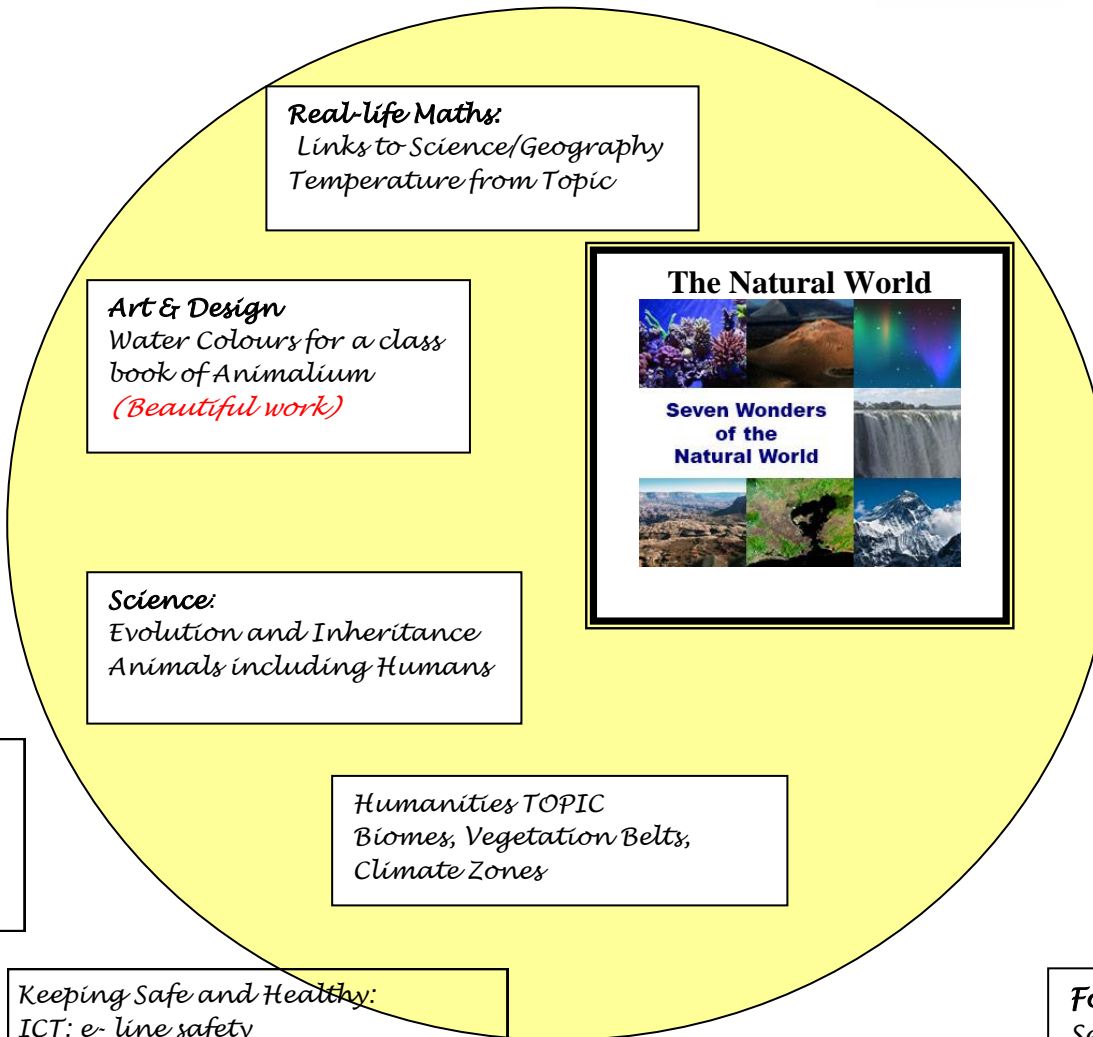 Real-life Maths:
Links to Science/Geography
Temperature from Topic
The Natural World
Seven Wonders
of the
Natural World
Art & Design
Water Colours for a class
book of Animalium
(Beautiful work)
Science:
Evolution and Inheritance
Animals including Humans
Humanities TOPIC
Biomes, Vegetation Belts,
Climate Zones
Keeping Safe and Healthy:
ICT: e- line safety